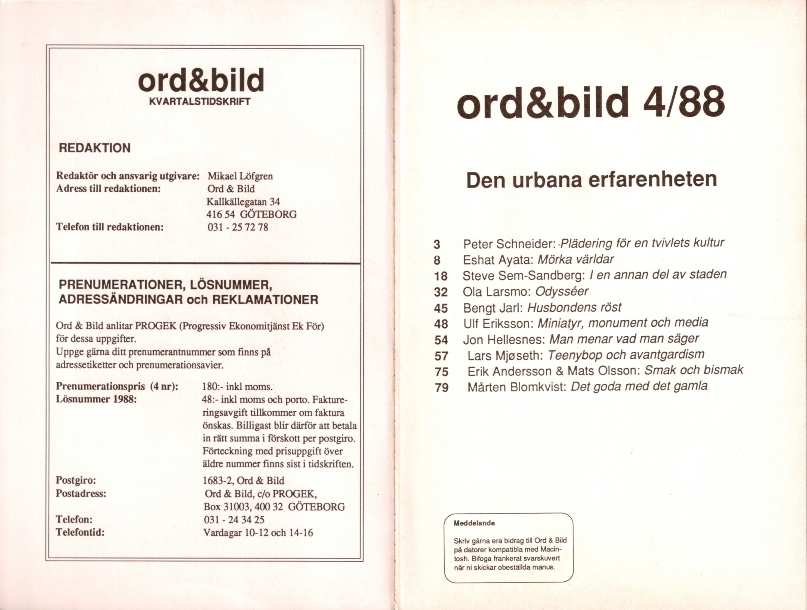 ord&bild
KVARTALSTIDSKRIFT
REDAKTION
Redaktör och ansvarig utgivare: Mikael Löfgren
Adress till redaktionen: Ord & Bild
Kallkällegatan 34
416 54 GÖTEBORG
Telefon till redaktionen: 031 - 25 72 78
PRENUMERATIONER, LÖSNUMMER,
ADRESSÄNDRINGAR och REKLAMATIONER
Ord & Bild anlitar PROGEK (Progressiv Ekonomitjänst Ek För)
för dessa uppgifter.
Uppge gärna ditt prenumerantnummer som finns på
adressetiketter och prenumerationsavier.
Prenumerationspris (4 nr): 180:- inkl moms.
Lösnummer 1988: 48:- inkl moms och porto. Fakture-
ringsavgift tillkommer om faktura
önskas. Billigast blir därför att betala
in rätt summa i förskott per postgiro.
Förteckning med prisuppgift över
äldre nummer finns sist i tidskriften.
Postgiro: 1683-2, Ord & Bild
Postadress: Ord & Bild, c/o PROGEK,
Box 31003, 400 32 GÖTEBORG
Telefon: 031 - 24 34 25
Telefontid: Vardagar 10-12 och 14-16
ord&bild 4/88
Den urbana erfarenheten
3 Peter Schneider: Plädering för en tvivlets kultur
8 Eshat Ayata: Mörka världar
18 Steve Sem-Sandberg: I en annan del av staden
32 Ola Larsmo: Odysséer
45 Bengt Jarl: Husbondens röst
48 Ulf Eriksson: Miniatyr, monument och media
54 Jon Hellesnes: Man menar vad man säger
57 Lars Mjøseth: Teenybop och avantgardism
75 Erik Andersson & Mats Olsson: Smak och bismak
79 Mårten Blomkvist: Det goda med det gamla
Meddelande
Skriv gärna era bidrag till Ord & Bild
på datorer kompatibla med Macin-
tosh. Bifoga frankerat svarskuvert
när ni skickar obeställda manus.